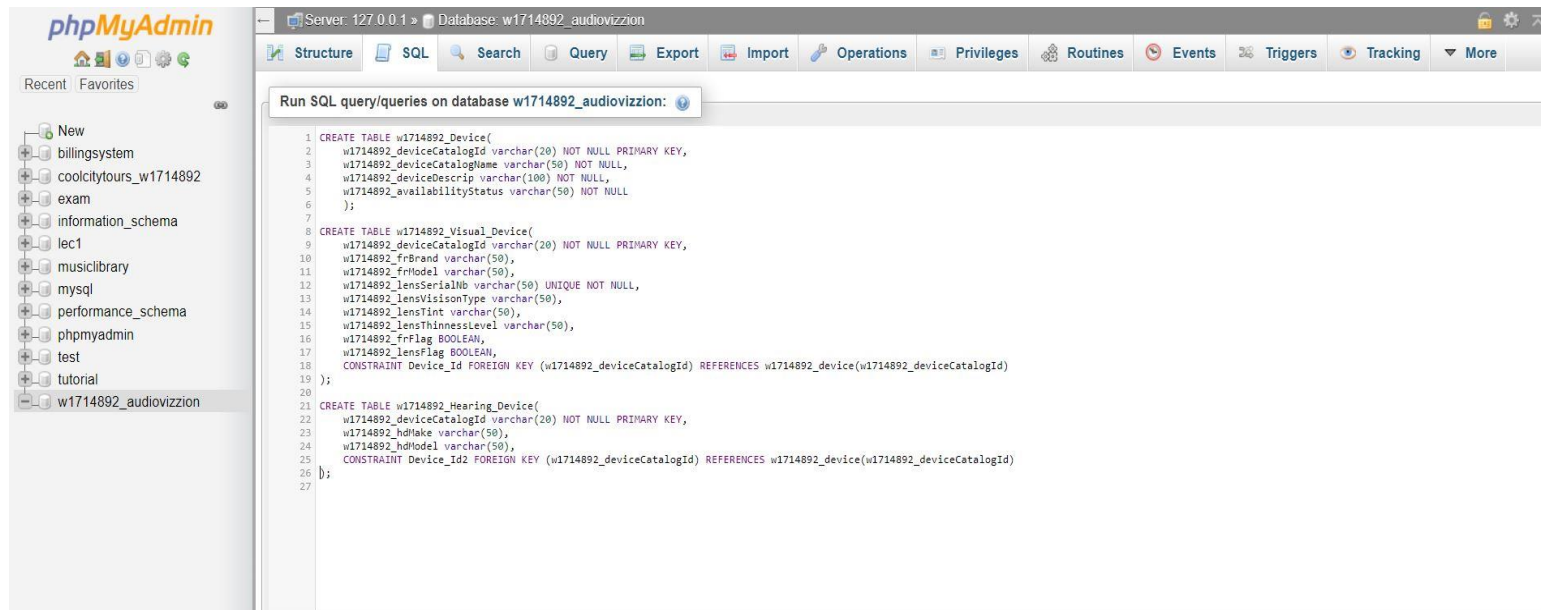 phpMyAdmin
Recent Favorites
New
billingsystem
coolcitytours_w1714892
exam
information_schema
lec1
musiclibrary
mysql
performance_schema
phpmyadmin
test
tutorial
w1714892_audiovizzion
← Server: 127.0.0.1 » Database: w1714892_audiovizzion
Structure SQL Search Query Export Import Operations Privileges Routines Events Triggers Tracking More
Run SQL query/queries on database w1714892_audiovizzion:
1 CREATE TABLE w1714892_Device(
2 w1714892_deviceCatalogId varchar(20) NOT NULL PRIMARY KEY,
3 w1714892_deviceCatalogName varchar(50) NOT NULL,
4 w1714892_deviceDescrip varchar(100) NOT NULL,
5 w1714892_availabilityStatus varchar(50) NOT NULL
6 );
7
8 CREATE TABLE w1714892_Visual_Device(
9 w1714892_deviceCatalogId varchar(20) NOT NULL PRIMARY KEY,
10 w1714892_frBrand varchar(50),
11 w1714892_frModel varchar(50),
12 w1714892_lensSerialNb varchar(50) UNIQUE NOT NULL,
13 w1714892_lensVisisonType varchar(50),
14 w1714892_lensTint varchar(50),
15 w1714892_lensThinnessLevel varchar(50),
16 w1714892_frFlag BOOLEAN,
17 w1714892_lensFlag BOOLEAN,
18 CONSTRAINT Device_Id FOREIGN KEY (w1714892_deviceCatalogId) REFERENCES w1714892_device(w1714892_deviceCatalogId)
19 );
20
21 CREATE TABLE w1714892_Hearing_Device(
22 w1714892_deviceCatalogId varchar(20) NOT NULL PRIMARY KEY,
23 w1714892_hdMake varchar(50),
24 w1714892_hdModel varchar(50),
25 CONSTRAINT Device_Id2 FOREIGN KEY (w1714892_deviceCatalogId) REFERENCES w1714892_device(w1714892_deviceCatalogId)
26 );
27